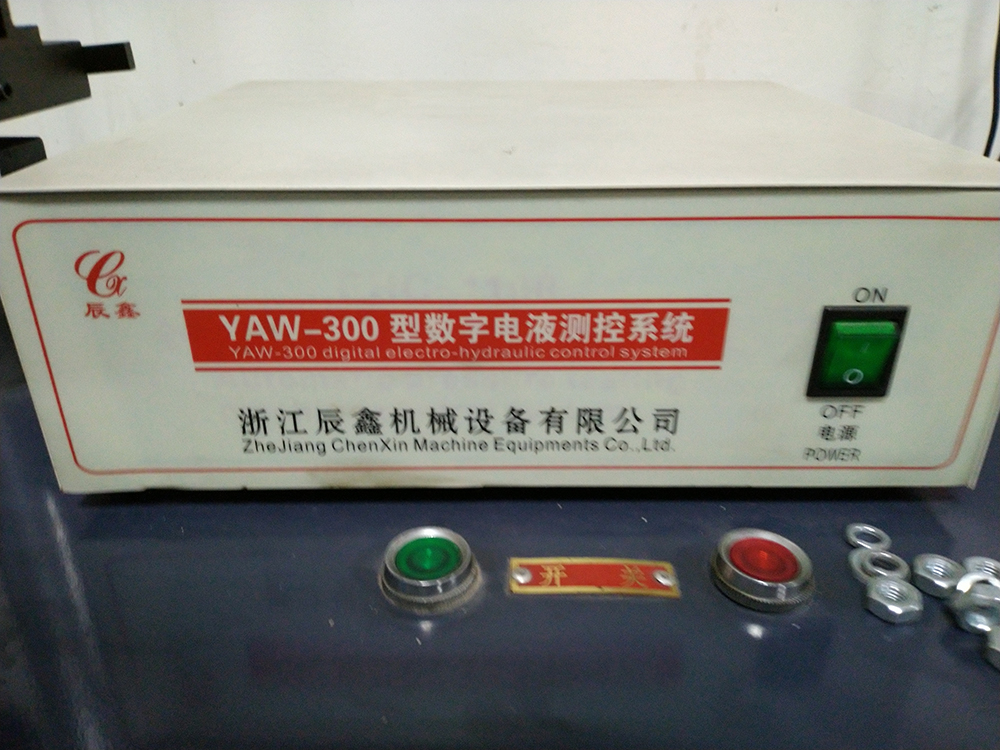 辰鑫
YAW-300 型数字电液测控系统
YAW-300 digital electro-hydraulic control system
浙江辰鑫机械设备有限公司
ZheJiang ChenXin Machine Equipments Co.,Ltd.
ON
OFF
电源
POWER
开 关